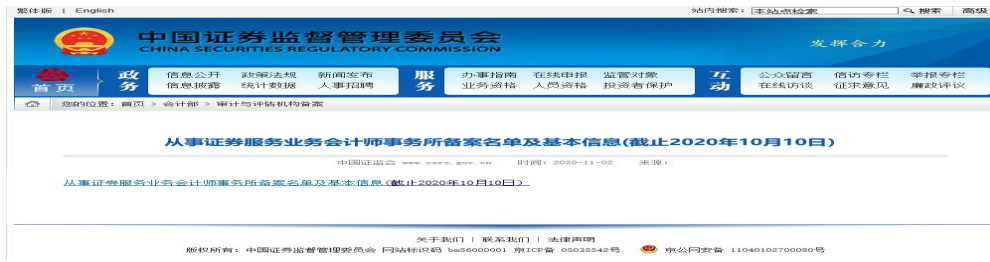 繁体版 | English 站内搜索: 本站点检索 搜索 高级
中国证券监督管理委员会
CHINA SECURITIES REGULATORY COMMISSION
发挥合力
首页 政务 信息公开 政策法规 新闻发布 服务 办事指南 在线申报 监管对象 互动 公众留言 信访专栏 举报专栏
信息披露 统计数据 人事招聘 业务资格 人员资格 投资者保护 在线访谈 征求意见 廉政评议
您的位置：首页 > 会计部 > 审计与评估机构备案
从事证券服务业务会计师事务所备案名单及基本信息(截止2020年10月10日)
中国证监会 www.csrc.gov.cn 时间：2020-11-02 来源：
从事证券服务业务会计师事务所备案名单及基本信息(截止2020年10月10日)
关于我们 | 联系我们 | 法律声明
版权所有：中国证券监督管理委员会 网站标识码 bm56000001 京ICP备 05035542号 京公网安备 11040102700080号